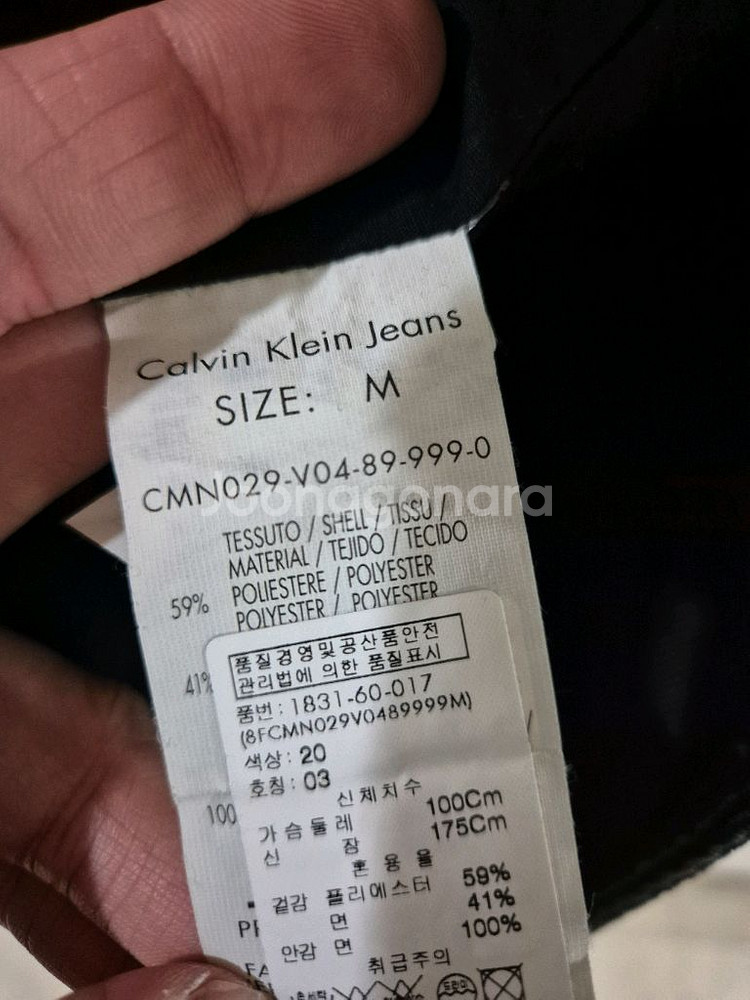 Calvin Klein Jeans
SIZE: M
CMN029-V04-89-999-0
Joonagonara
TESSUTO / SHELL / TISSU /
MATERIAL / TEJIDO / TECIDO
59% POLIESTERE / POLYESTER
POLYESTER / POLYESTER
41%
100
품질경영및공산품안전
관리법에 의한 품질표시
품번 : 1831-60-017
(8FCMN029V0489999M)
색상 : 20
호칭 : 03
신체치수
가슴둘레 100Cm
신 장 175Cm
혼용율
겉감 폴리에스터 59%
면 41%
안감 면 100%
취급주의